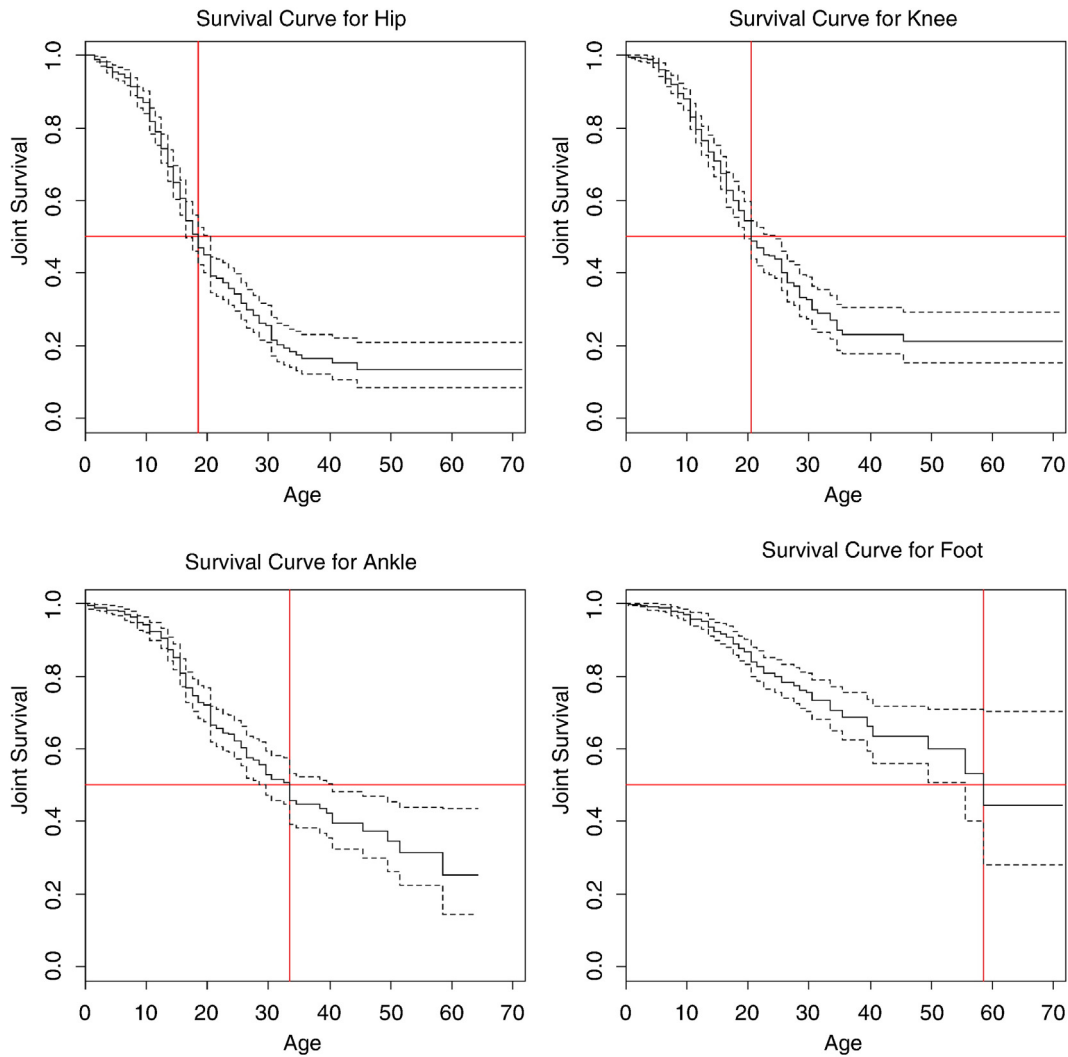 Survival Curve for Hip
Joint Survival
1.0
0.8
0.6
0.4
0.2
0.0
0 10 20 30 40 50 60 70
Age
Survival Curve for Knee
Joint Survival
1.0
0.8
0.6
0.4
0.2
0.0
0 10 20 30 40 50 60 70
Age
Survival Curve for Ankle
Joint Survival
1.0
0.8
0.6
0.4
0.2
0.0
0 10 20 30 40 50 60 70
Age
Survival Curve for Foot
Joint Survival
1.0
0.8
0.6
0.4
0.2
0.0
0 10 20 30 40 50 60 70
Age